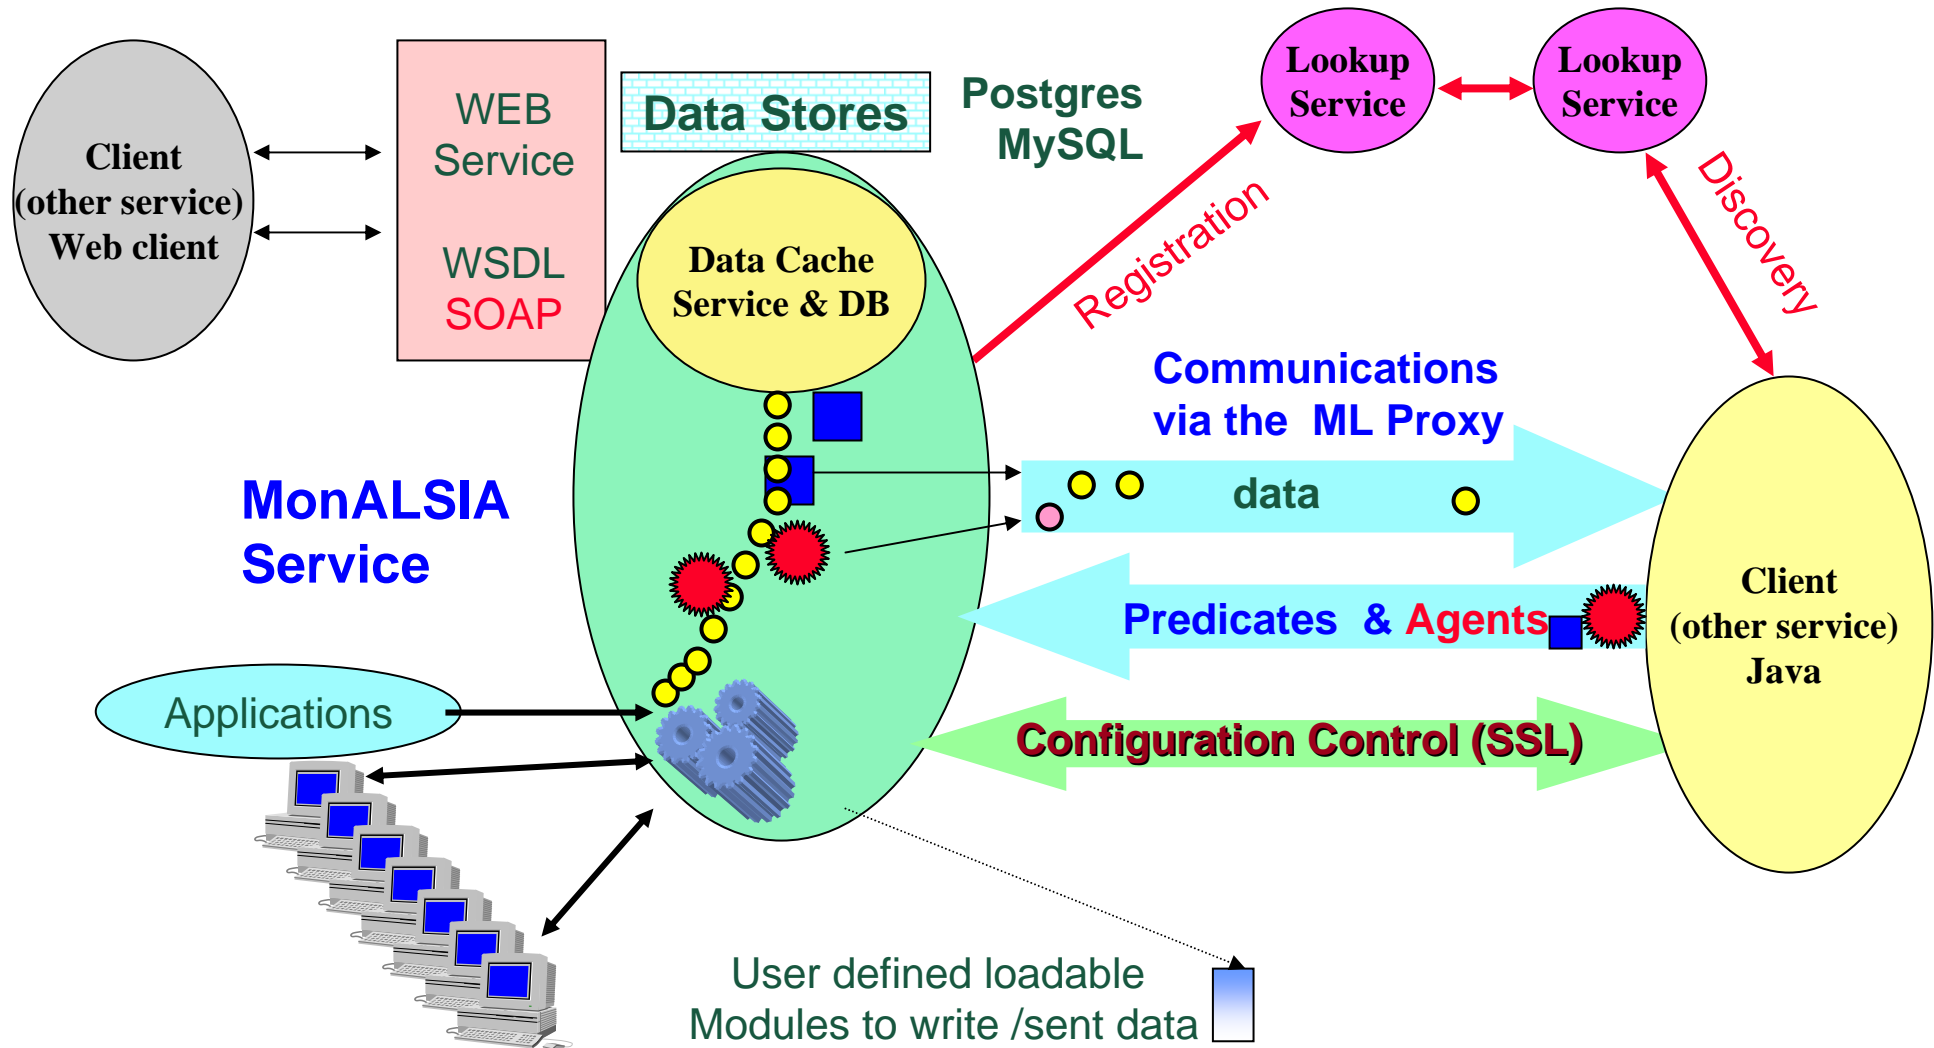 Client
(other service)
Web client
WEB
Service
WSDL
SOAP
Data Stores
Postgres
MySQL
Lookup
Service
Lookup
Service
Registration
Discovery
Data Cache
Service & DB
Communications
via the ML Proxy
data
MonALSIA
Service
Predicates & Agents
Client
(other service)
Java
Applications
Configuration Control (SSL)
User defined loadable
Modules to write /sent data